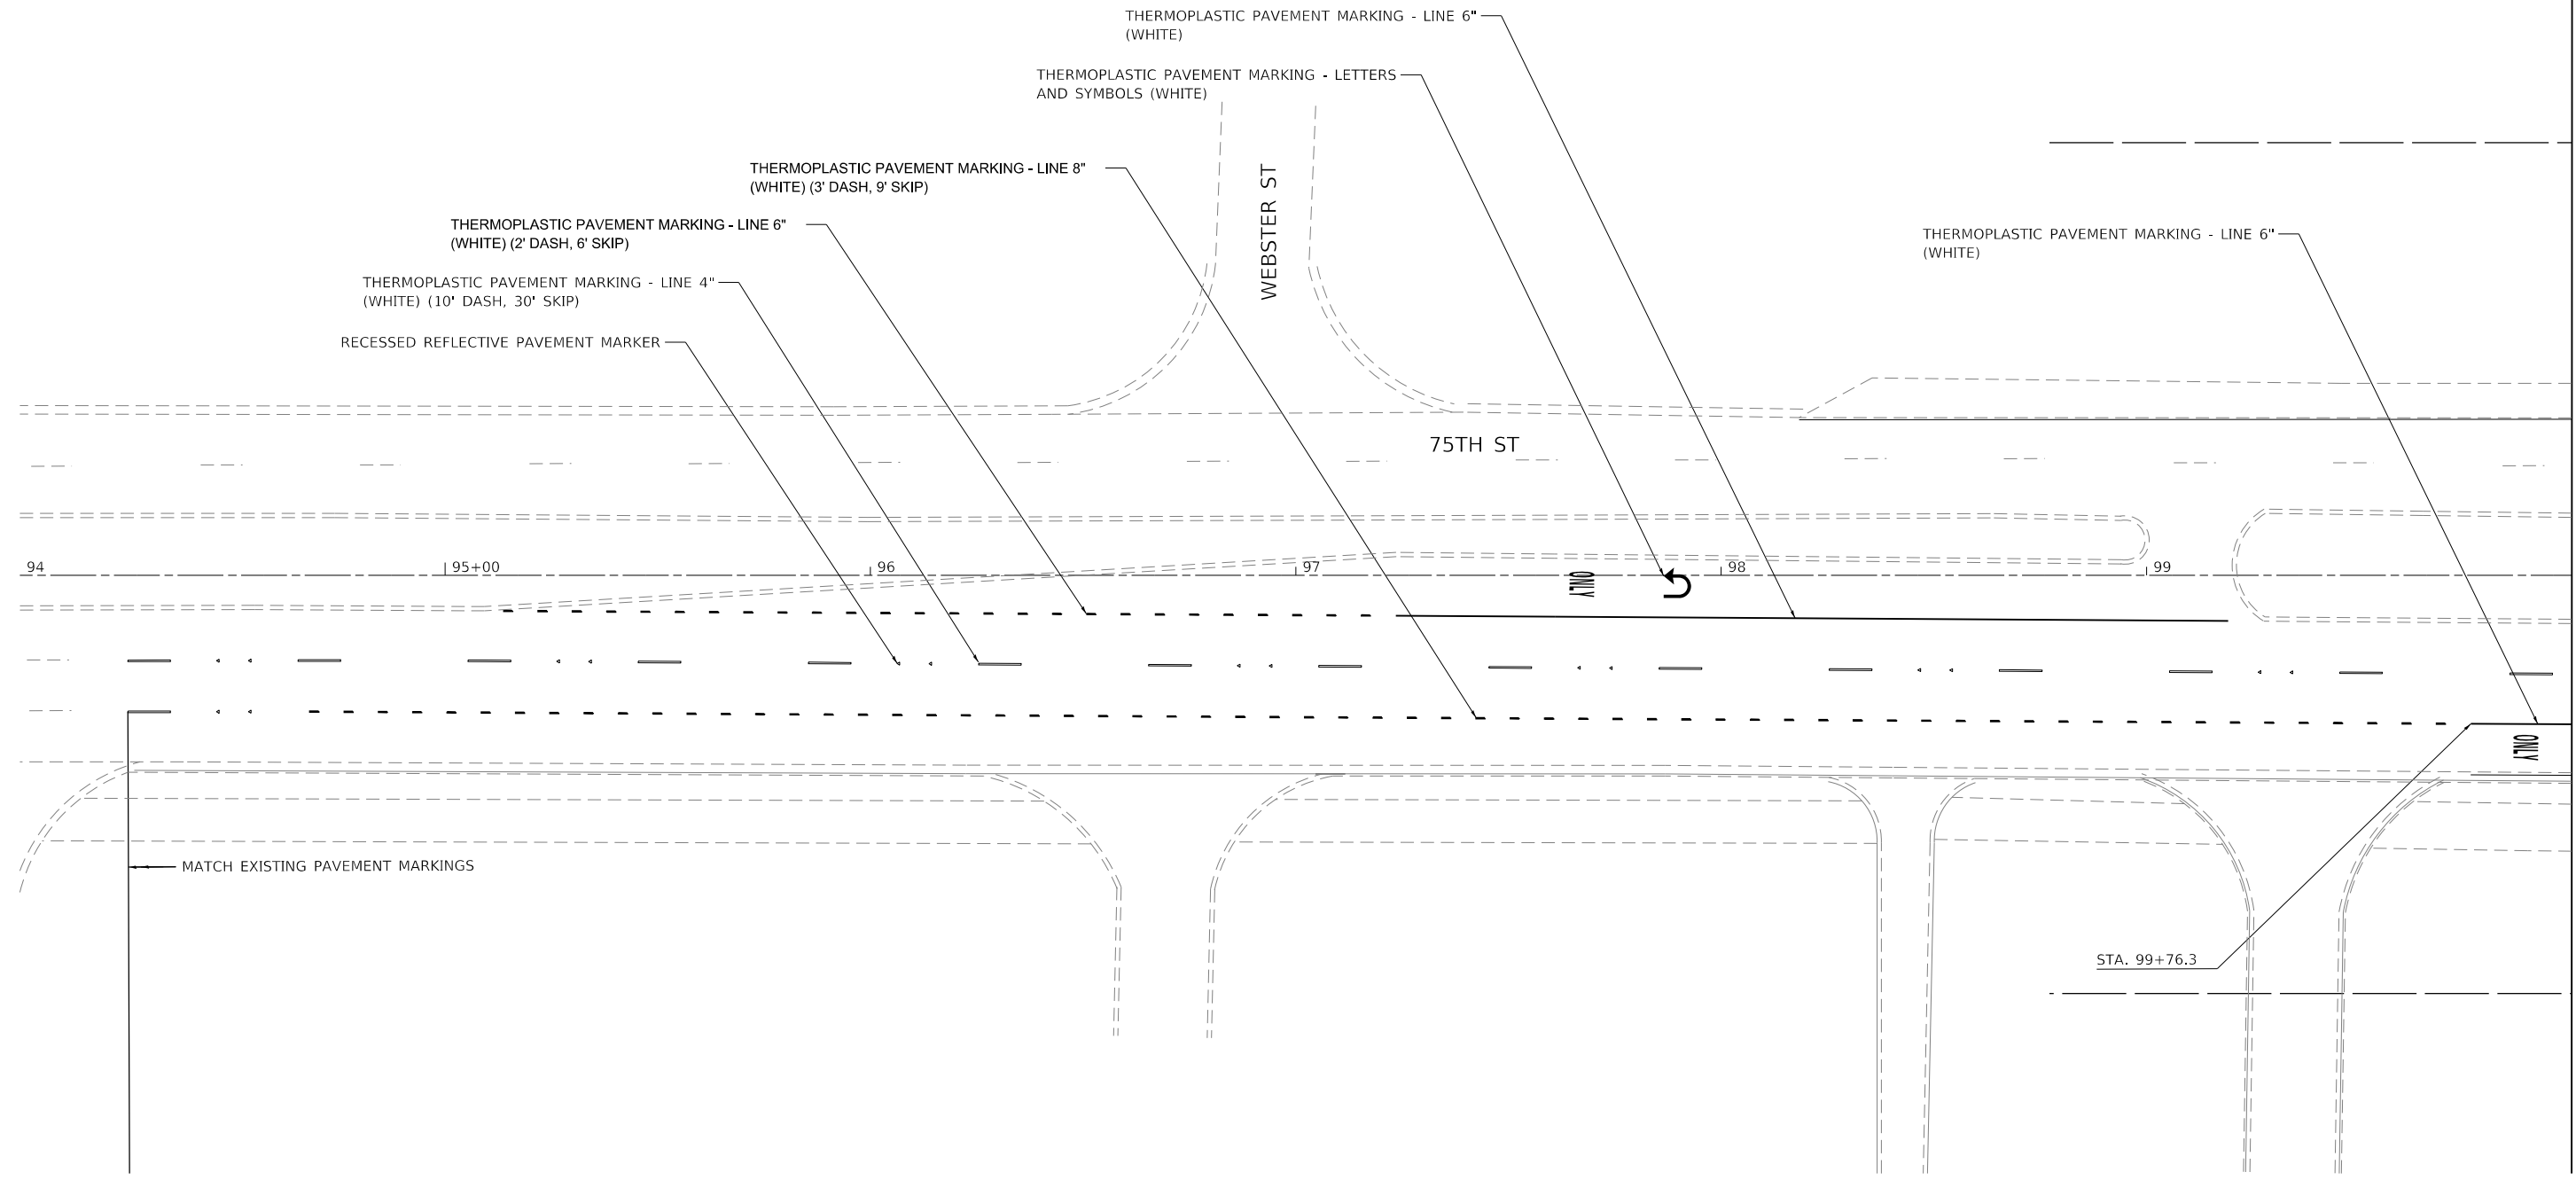 THERMOPLASTIC PAVEMENT MARKING - LINE 6"
(WHITE)
THERMOPLASTIC PAVEMENT MARKING - LETTERS
AND SYMBOLS (WHITE)
THERMOPLASTIC PAVEMENT MARKING - LINE 8"
(WHITE) (3' DASH, 9' SKIP)
THERMOPLASTIC PAVEMENT MARKING - LINE 6"
(WHITE) (2' DASH, 6' SKIP)
THERMOPLASTIC PAVEMENT MARKING - LINE 4"
(WHITE) (10' DASH, 30' SKIP)
RECESSED REFLECTIVE PAVEMENT MARKER
WEBSTER ST
THERMOPLASTIC PAVEMENT MARKING - LINE 6"
(WHITE)
75TH ST
94
95+00
96
97
98
99
ONLY
ONLY
MATCH EXISTING PAVEMENT MARKINGS
STA. 99+76.3